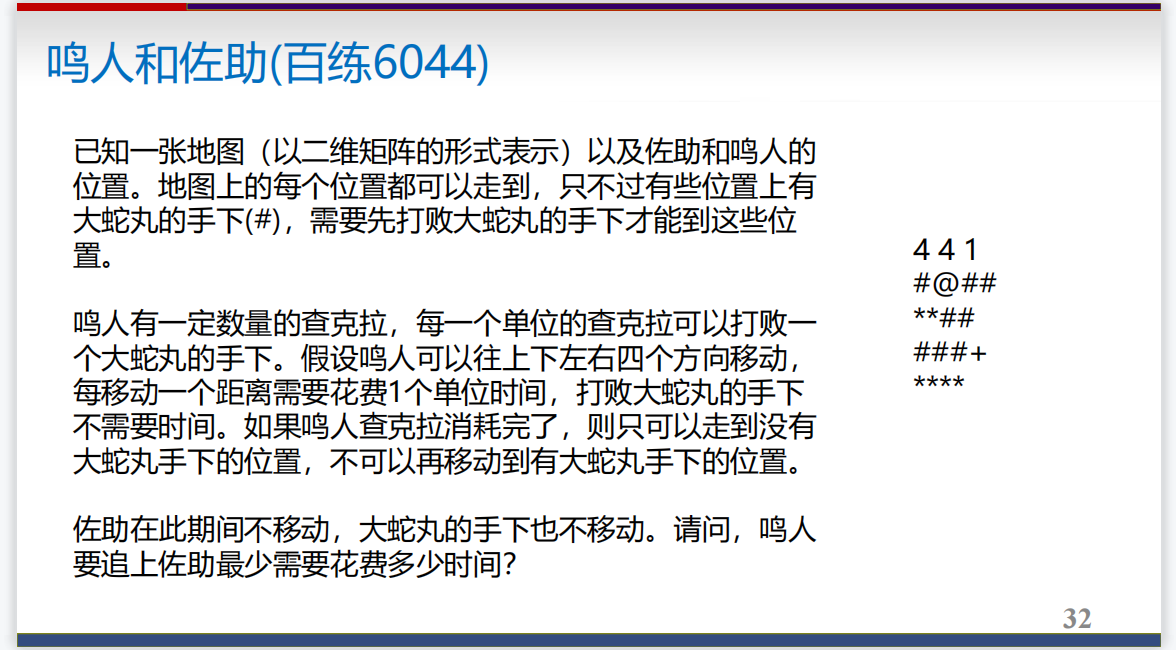 鸣人和佐助(百练6044)
已知一张地图（以二维矩阵的形式表示）以及佐助和鸣人的
位置。地图上的每个位置都可以走到，只不过有些位置上有
大蛇丸的手下(#)，需要先打败大蛇丸的手下才能到这些位
置。
鸣人有一定数量的查克拉，每一个单位的查克拉可以打败一
个大蛇丸的手下。假设鸣人可以往上下左右四个方向移动，
每移动一个距离需要花费1个单位时间，打败大蛇丸的手下
不需要时间。如果鸣人查克拉消耗完了，则只可以走到没有
大蛇丸手下的位置，不可以再移动到有大蛇丸手下的位置。
佐助在此期间不移动，大蛇丸的手下也不移动。请问，鸣人
要追上佐助最少需要花费多少时间？
4 4 1
#@##
**##
###+
****
32